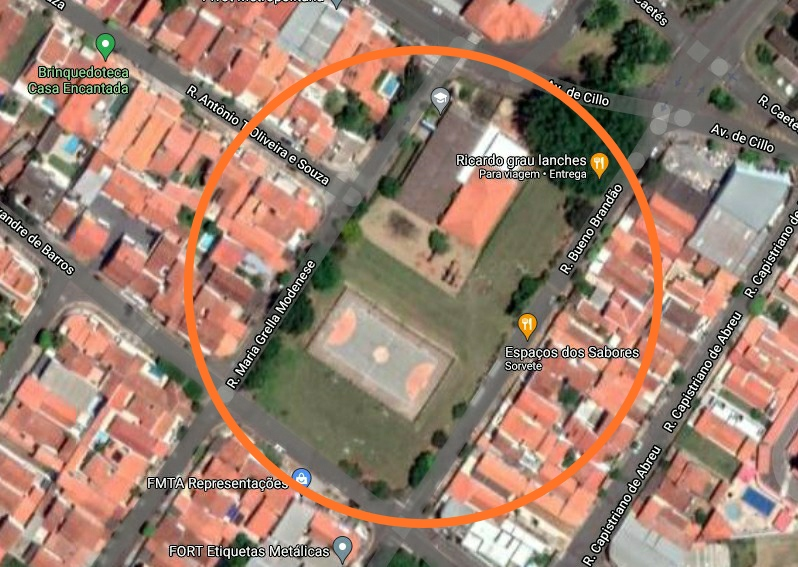 Brinquedoteca
Casa Encantada
R. Antônio T Oliveira e Souza
Caetés
Av. de Cillo
R. Caetés
Av. de Cillo
Ricardo grau lanches
Para viagem • Entrega
R. Bueno Brandão
andre de Barros
R. Maria Grella Modenese
Espaços dos Sabores
Sorvete
R. Capistriano de
R. Capistriano de Abreu
R. Capistriano de Abreu
FMTA Representações
FORT Etiquetas Metálicas